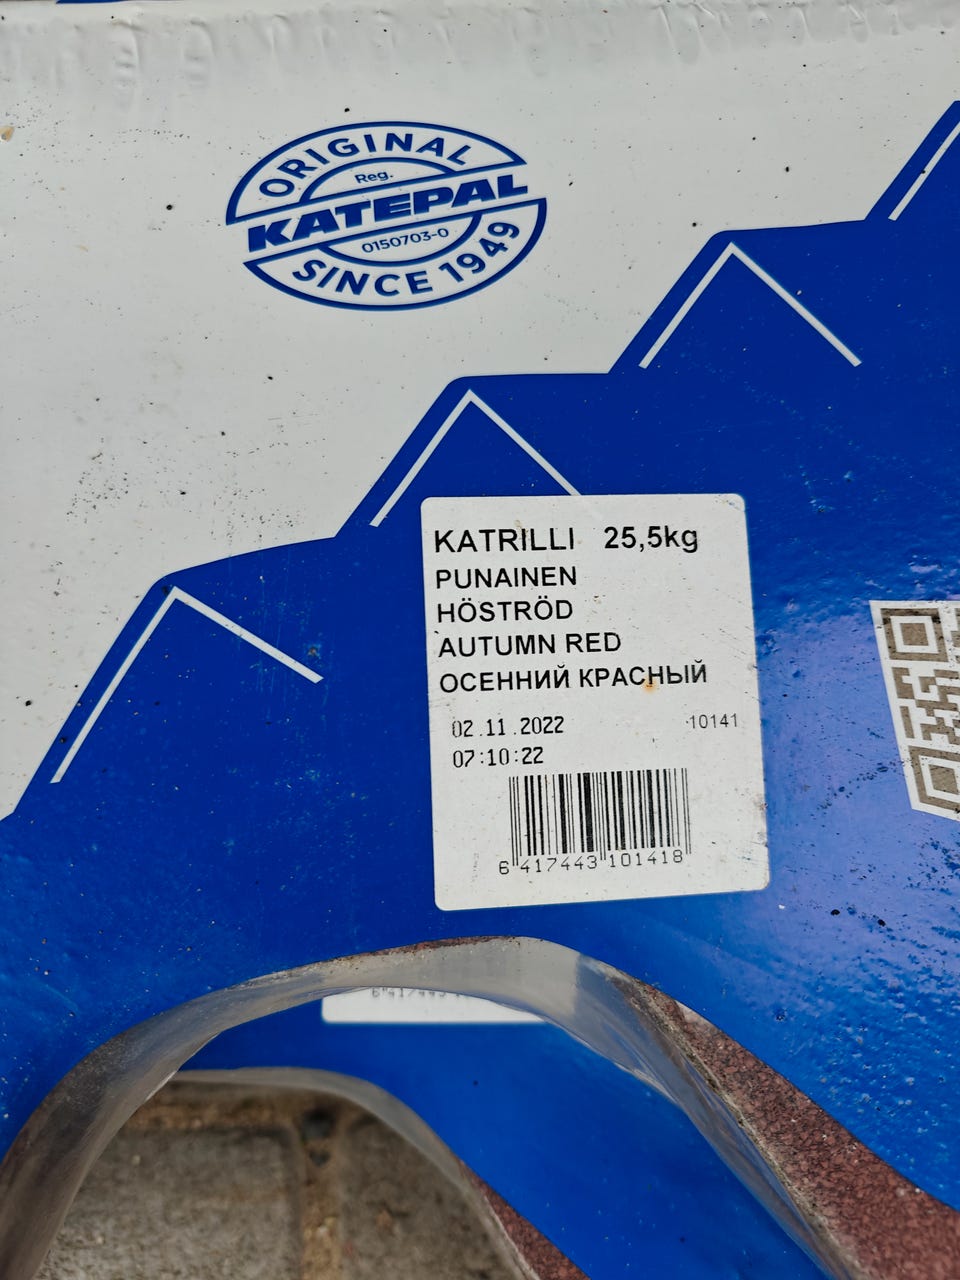 ORIGINAL
Reg.
KATEPAL
0150703-0
SINCE 1949
KATRILLI 25,5kg
PUNAINEN
HÖSTRÖD
AUTUMN RED
ОСЕННИЙ КРАСНЫЙ
02.11.2022 10141
07:10:22
6 417443 101418